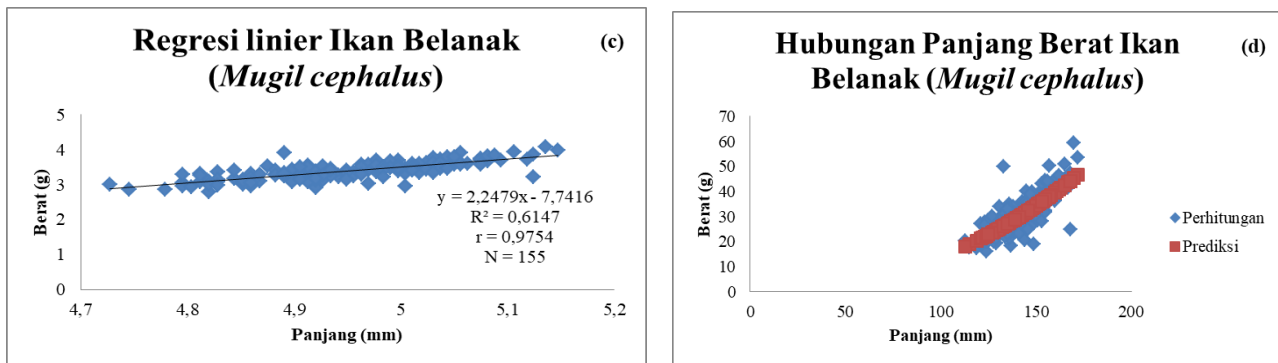 Regresi linier Ikan Belanak
(Mugil cephalus)
(c)
5
4
3
2
1
0
Berat (g)
y = 2,2479x - 7,7416
R² = 0,6147
r = 0,9754
N = 155
4,7 4,8 4,9 5 5,1 5,2
Panjang (mm)
Hubungan Panjang Berat Ikan
Belanak (Mugil cephalus)
(d)
70
60
50
40
30
20
10
0
Berat (g)
Perhitungan
Prediksi
0 100 150 200
Panjang (mm)